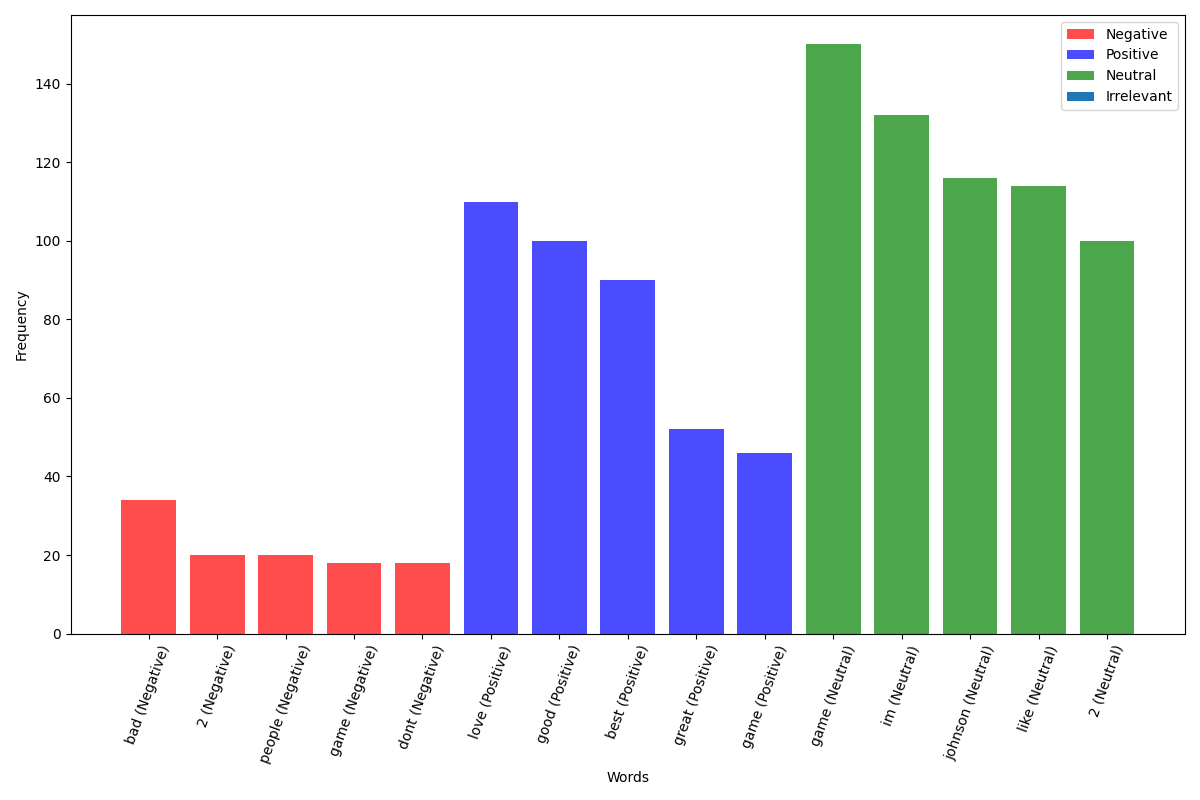 Negative
Positive
Neutral
Irrelevant
Frequency
140
120
100
80
60
40
20
0
bad (Negative)
2 (Negative)
people (Negative)
game (Negative)
dont (Negative)
love (Positive)
good (Positive)
best (Positive)
great (Positive)
game (Positive)
game (Neutral)
im (Neutral)
johnson (Neutral)
like (Neutral)
2 (Neutral)
Words